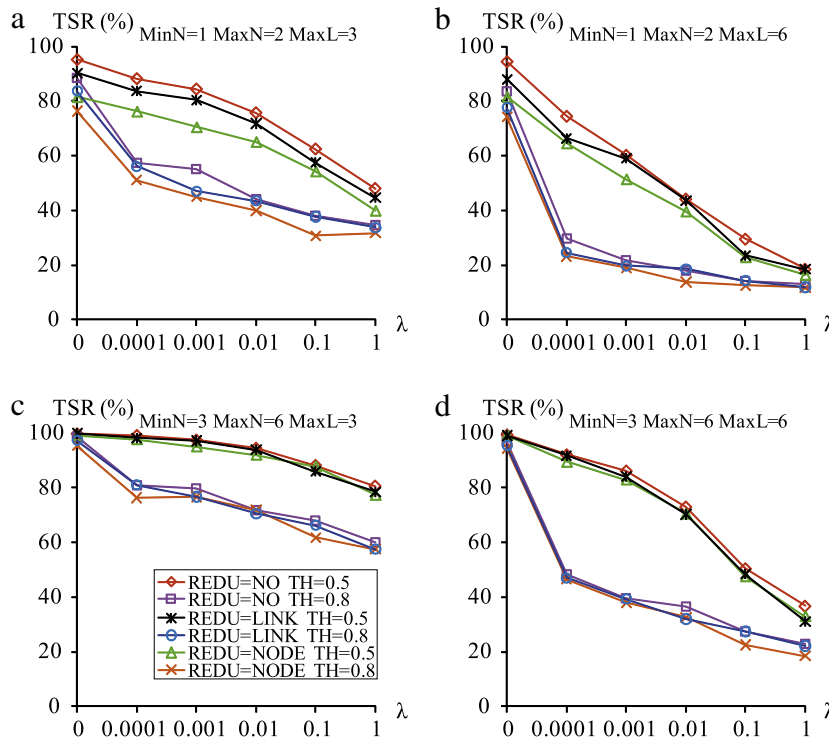 a
TSR (%)
MinN=1 MaxN=2 MaxL=3
100
80
60
40
20
0
0 0.0001 0.001 0.01 0.1 1
λ
b
TSR (%)
MinN=1 MaxN=2 MaxL=6
100
80
60
40
20
0
0 0.0001 0.001 0.01 0.1 1
λ
c
TSR (%)
MinN=3 MaxN=6 MaxL=3
100
80
60
40
20
0
REDU=NO TH=0.5
REDU=NO TH=0.8
REDU=LINK TH=0.5
REDU=LINK TH=0.8
REDU=NODE TH=0.5
REDU=NODE TH=0.8
0 0.0001 0.001 0.01 0.1 1
λ
d
TSR (%)
MinN=3 MaxN=6 MaxL=6
100
80
60
40
20
0
0 0.0001 0.001 0.01 0.1 1
λ